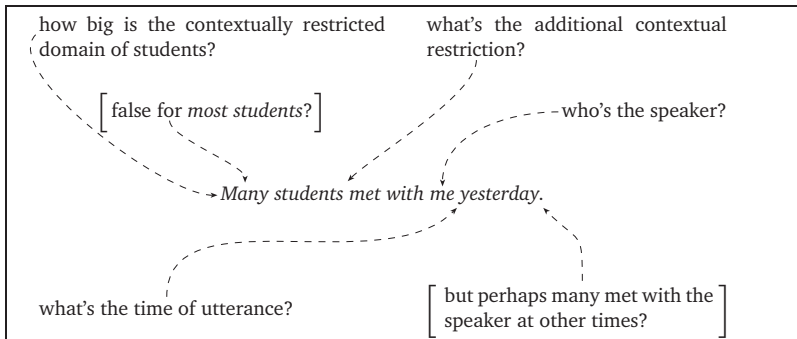 how big is the contextually restricted
domain of students?
what's the additional contextual
restriction?
false for most students?
who's the speaker?
Many students met with me yesterday.
what's the time of utterance?
but perhaps many met with the
speaker at other times?